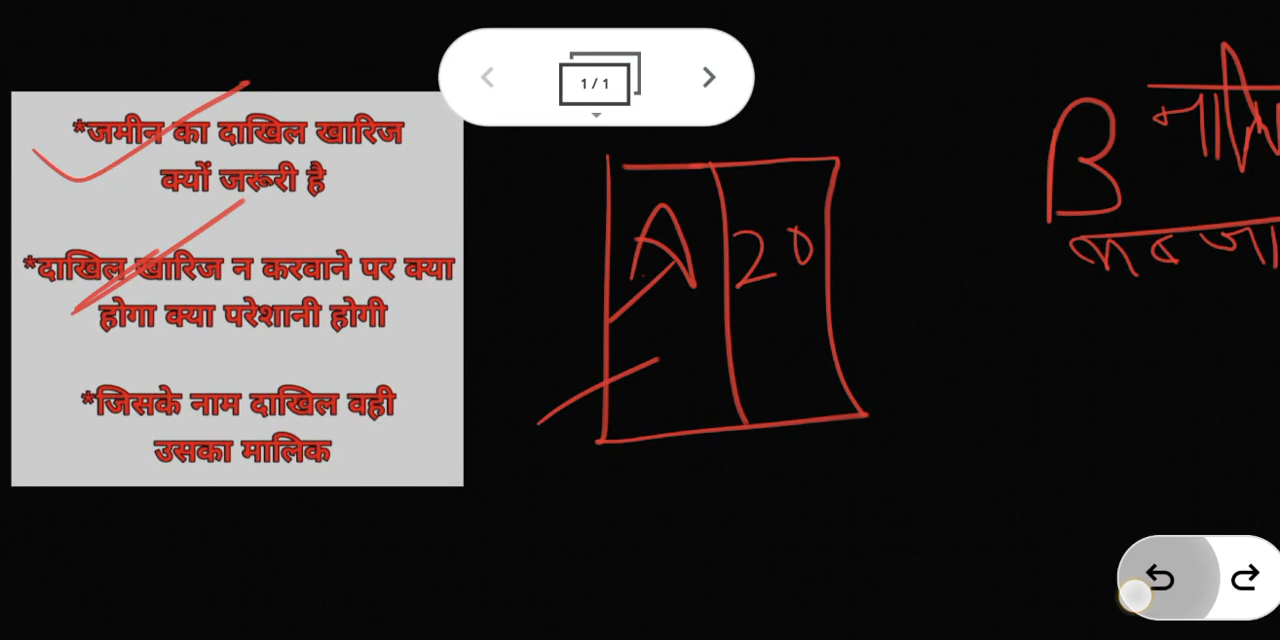 *जमीन का दाखिल खारिज
क्यों जरूरी है
*दाखिल खारिज न करवाने पर क्या
होगा क्या परेशानी होगी
*जिसके नाम दाखिल वही
उसका मालिक
1/1
A 20
B